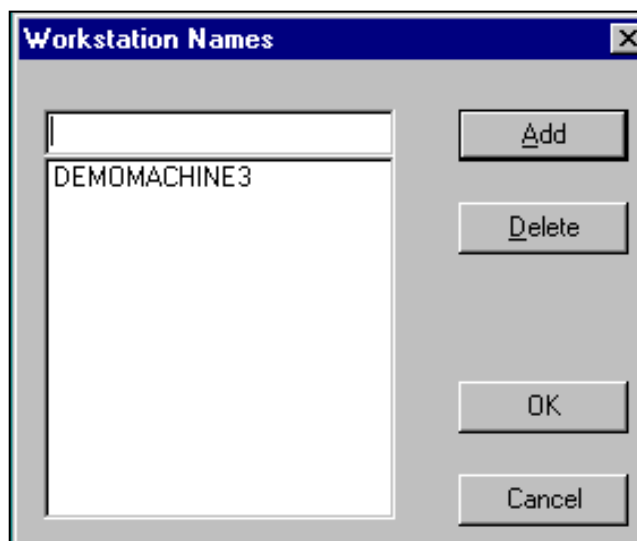 Workstation Names
Add
DEMOMACHINE3
Delete
OK
Cancel